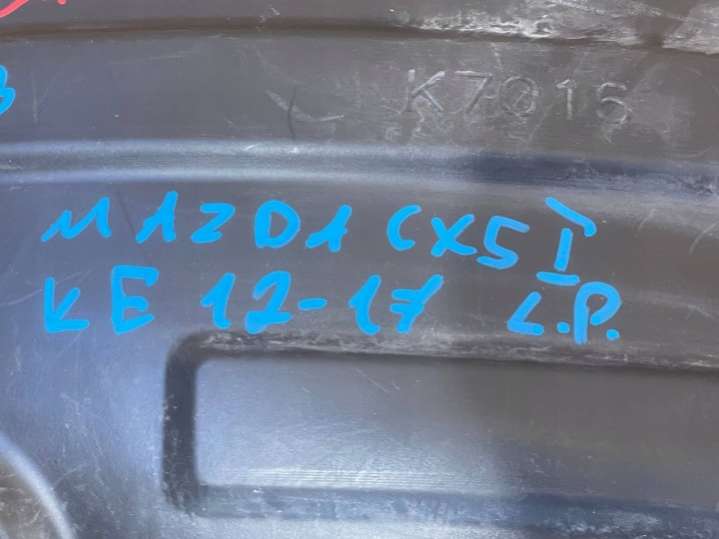 K7016
MAZDA CX5 I
KE 12-17 L.P.